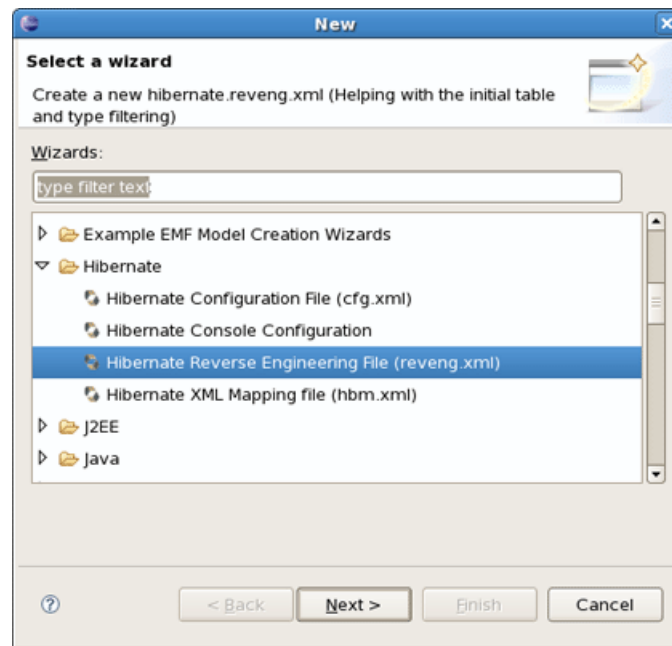 New
Select a wizard
Create a new hibernate.reveng.xml (Helping with the initial table
and type filtering)
Wizards:
type filter text
Example EMF Model Creation Wizards
Hibernate
Hibernate Configuration File (cfg.xml)
Hibernate Console Configuration
Hibernate Reverse Engineering File (reveng.xml)
Hibernate XML Mapping file (hbm.xml)
J2EE
Java
? < Back Next > Finish Cancel